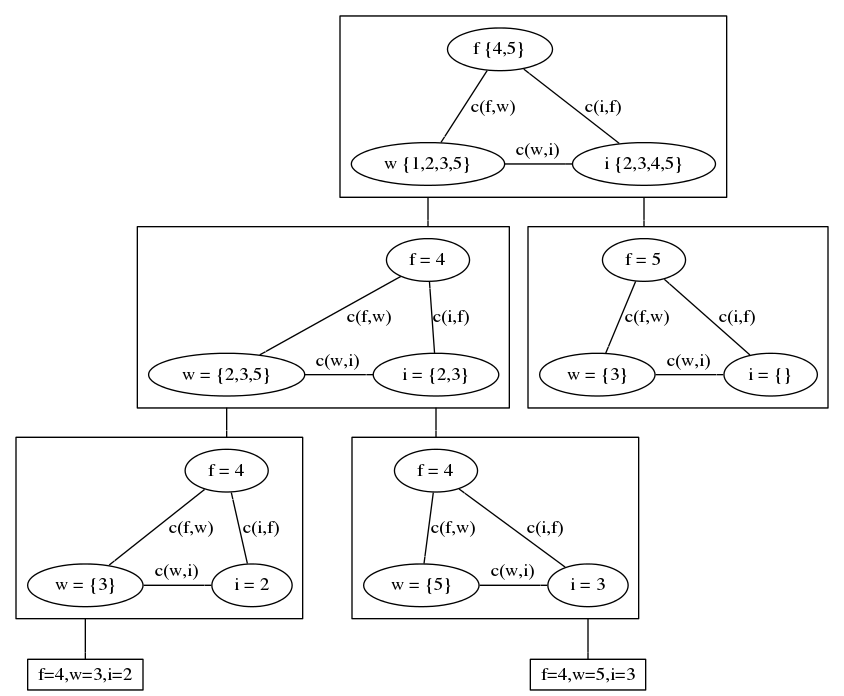 f {4,5}
c(f,w)
c(i,f)
w {1,2,3,5}
c(w,i)
i {2,3,4,5}
f = 4
c(f,w)
c(i,f)
w = {2,3,5}
c(w,i)
i = {2,3}
f = 5
c(f,w)
c(i,f)
w = {3}
c(w,i)
i = {}
f = 4
c(f,w)
c(i,f)
w = {3}
c(w,i)
i = 2
f = 4
c(f,w)
c(i,f)
w = {5}
c(w,i)
i = 3
f=4,w=3,i=2
f=4,w=5,i=3